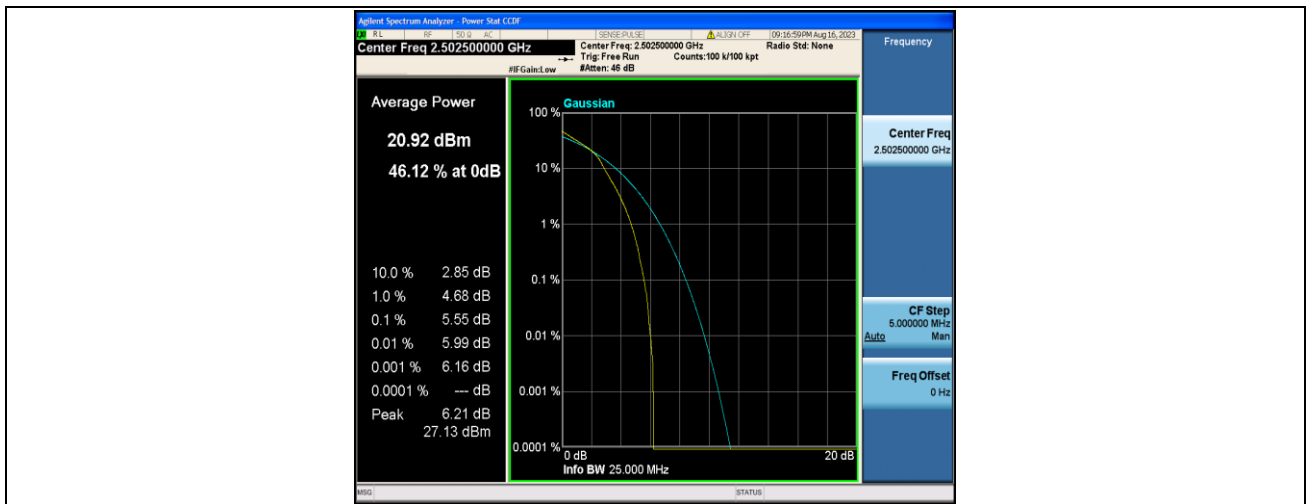 Agilent Spectrum Analyzer - Power Stat CCDF
RL RF 50 Ω AC SENSE:PULSE ALIGN OFF 09:16:59PM Aug 16, 2023
Center Freq 2.502500000 GHz
Center Freq: 2.502500000 GHz Radio Std: None
Trig: Free Run Counts:100 k/100 kpt
#IFGain:Low #Atten: 46 dB
Frequency
Average Power
20.92 dBm
46.12 % at 0dB
10.0 % 2.85 dB
1.0 % 4.68 dB
0.1 % 5.55 dB
0.01 % 5.99 dB
0.001 % 6.16 dB
0.0001 % --- dB
Peak 6.21 dB
27.13 dBm
Gaussian
100 %
10 %
1 %
0.1 %
0.01 %
0.001 %
0.0001 %
0 dB 20 dB
Info BW 25.000 MHz
Center Freq
2.502500000 GHz
CF Step
5.000000 MHz
Auto Man
Freq Offset
0 Hz
MSG STATUS